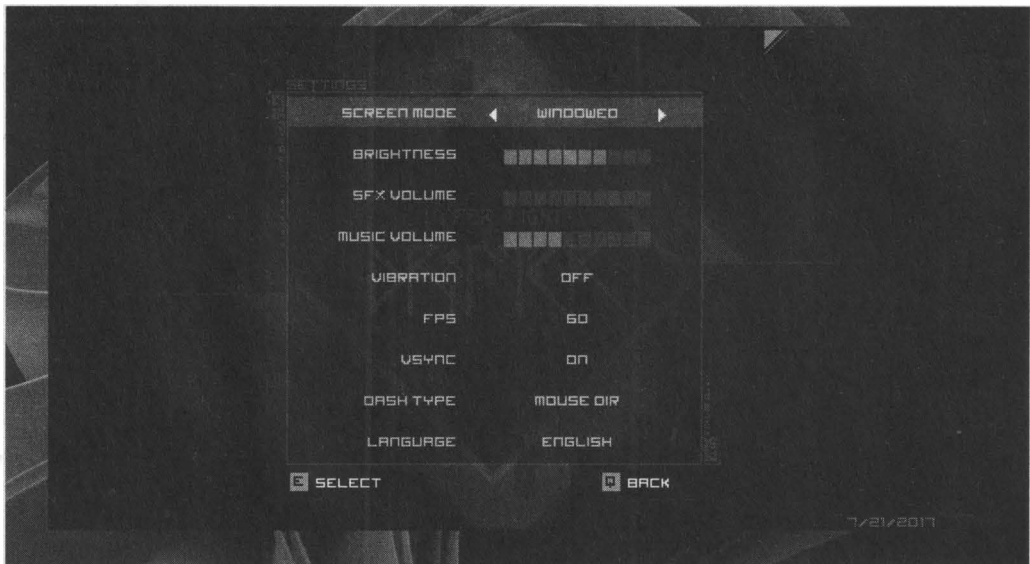 SETTINGS
SCREEN MODE WINDOWED
BRIGHTNESS
SFX VOLUME
MUSIC VOLUME
VIBRATION OFF
FPS 60
VSYNC ON
DASH TYPE MOUSE DIR
LANGUAGE ENGLISH
E SELECT Q BACK
7/21/2017